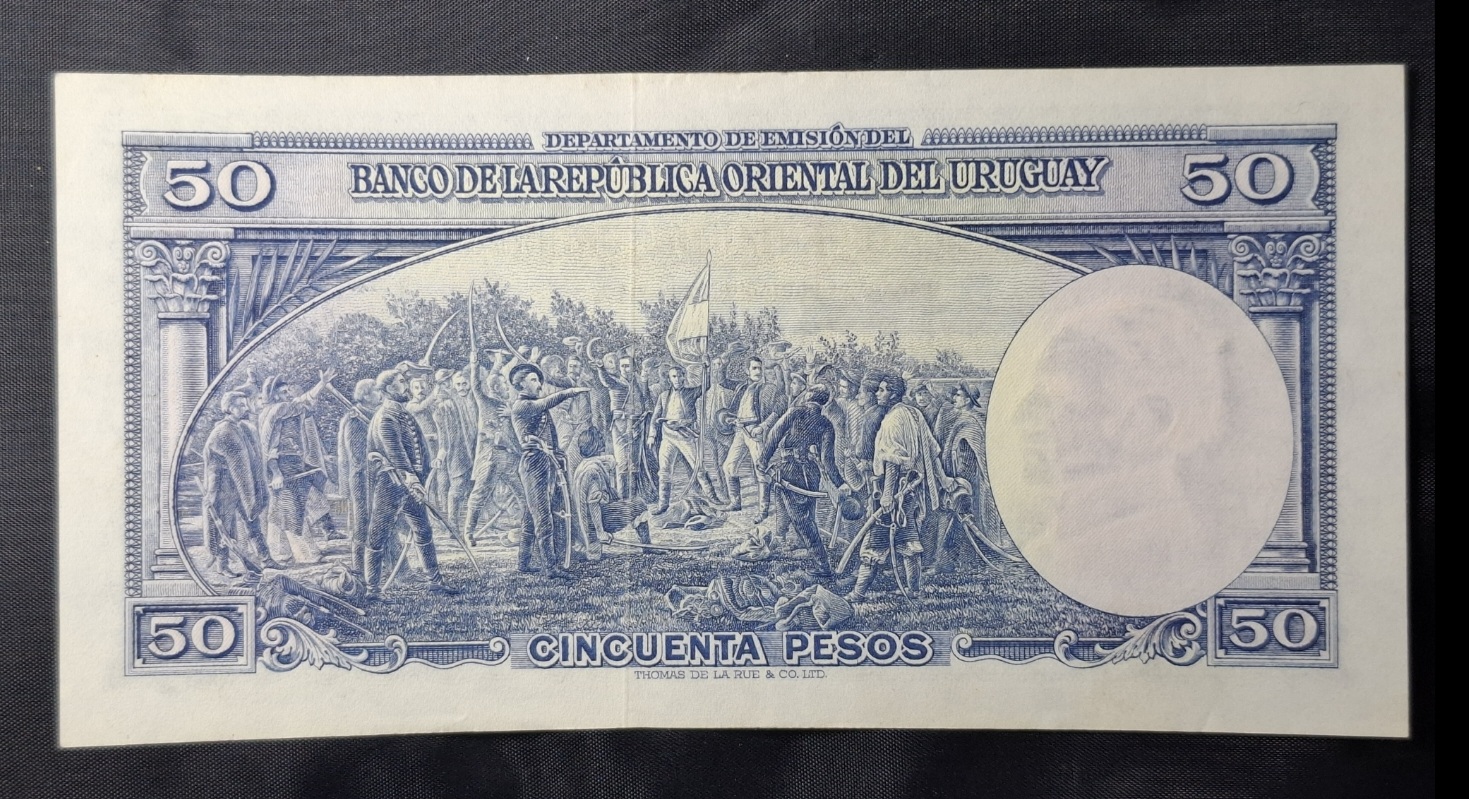 DEPARTAMENTO DE EMISIÓN DEL
50 BANCO DE LA REPÚBLICA ORIENTAL DEL URUGUAY 50
50 CINCUENTA PESOS 50
THOMAS DE LA RUE & CO. LTD.